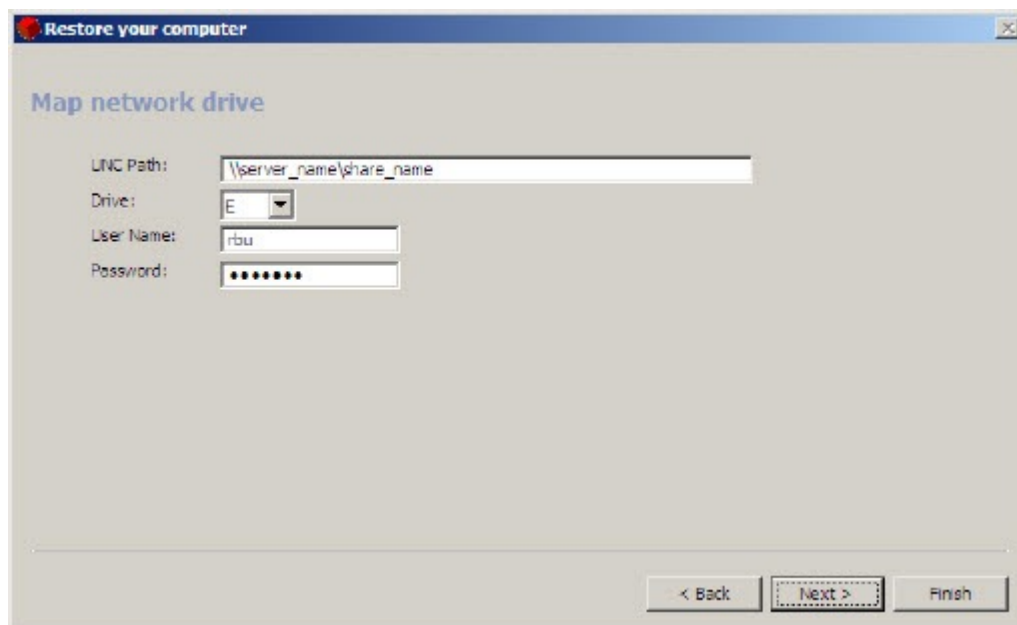 Restore your computer
Map network drive
UNC Path: \\server_name\share_name
Drive: E
User Name: rbu
Password: •••••••
< Back Next > Finish